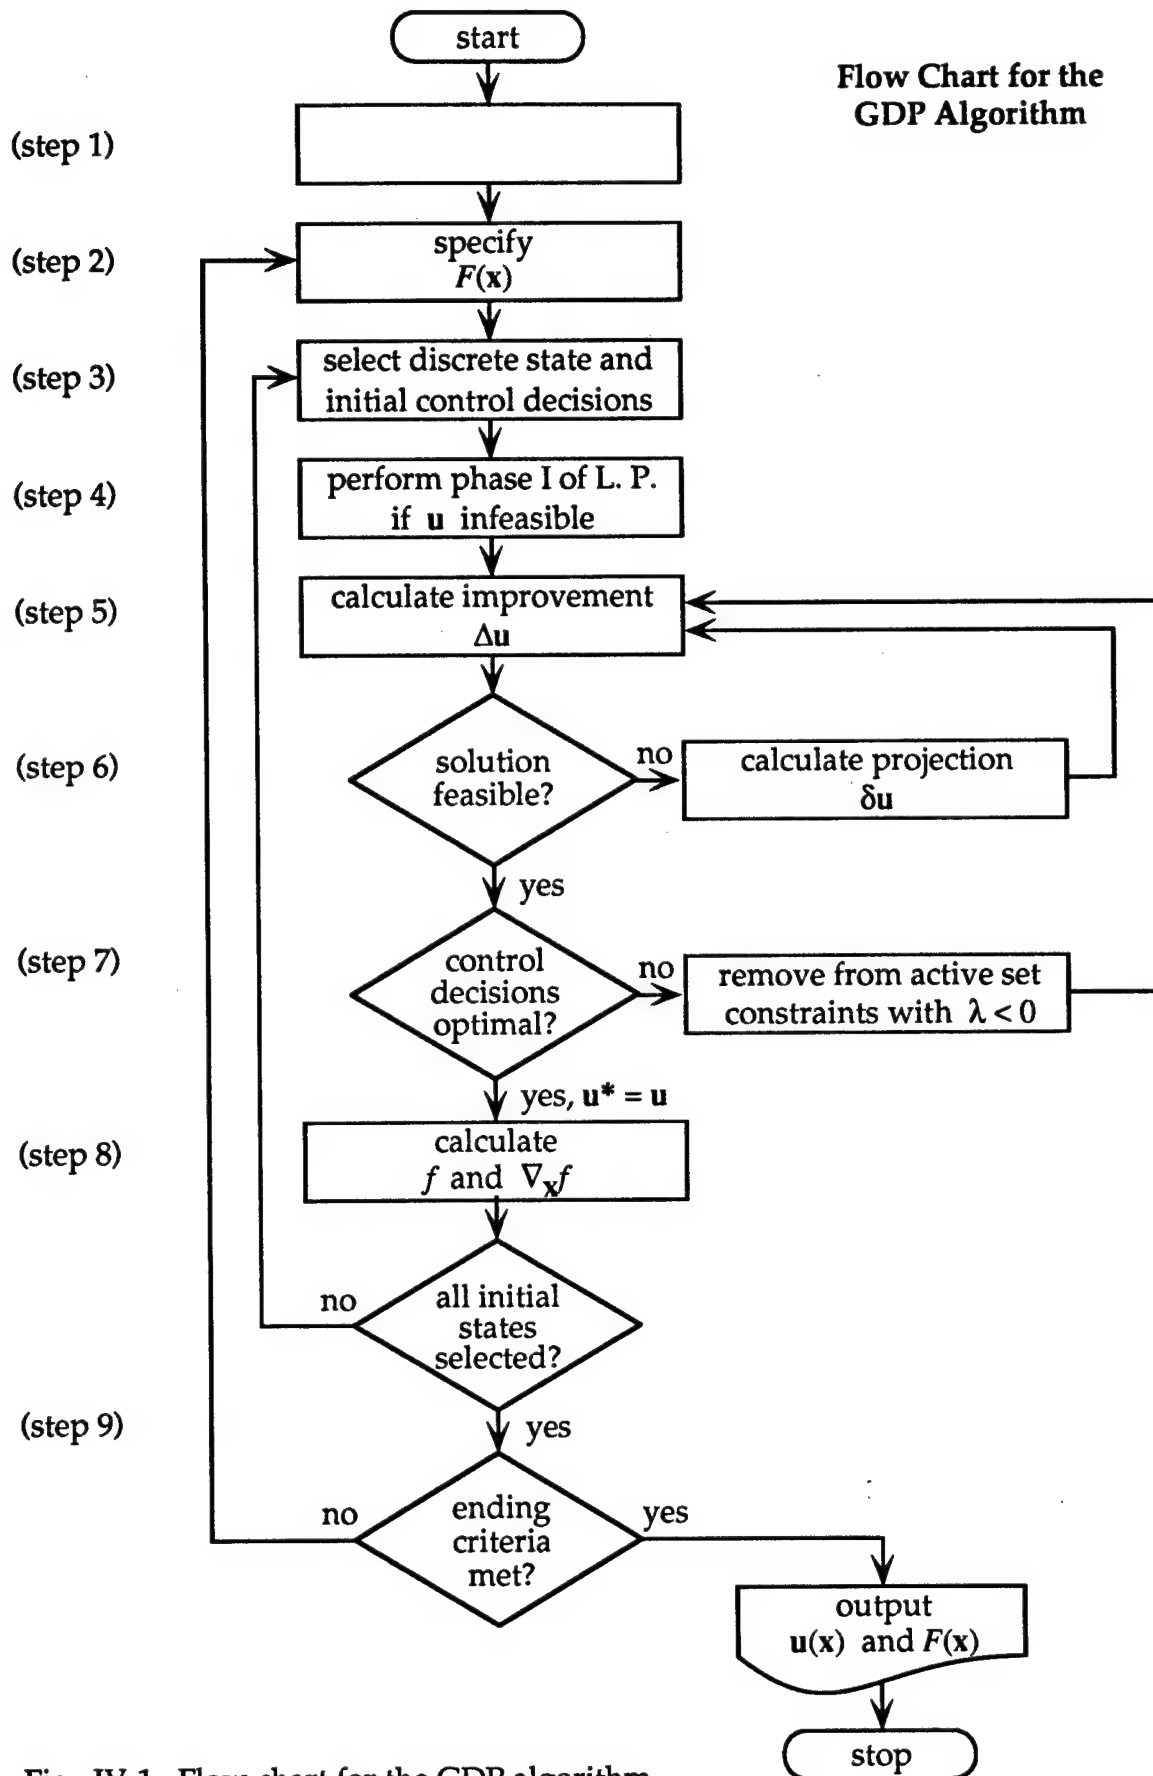 start
Flow Chart for the
GDP Algorithm
(step 1)
(step 2)
specify
F(x)
(step 3)
select discrete state and
initial control decisions
(step 4)
perform phase I of L. P.
if u infeasible
(step 5)
calculate improvement
Δu
(step 6)
solution
feasible?
no
calculate projection
δu
yes
(step 7)
control
decisions
optimal?
no
remove from active set
constraints with λ < 0
yes, u* = u
(step 8)
calculate
f and ∇xf
no
all initial
states
selected?
(step 9)
yes
no
ending
criteria
met?
yes
output
u(x) and F(x)
stop
Fig. IV-1 Flow chart for the GDP algorithm